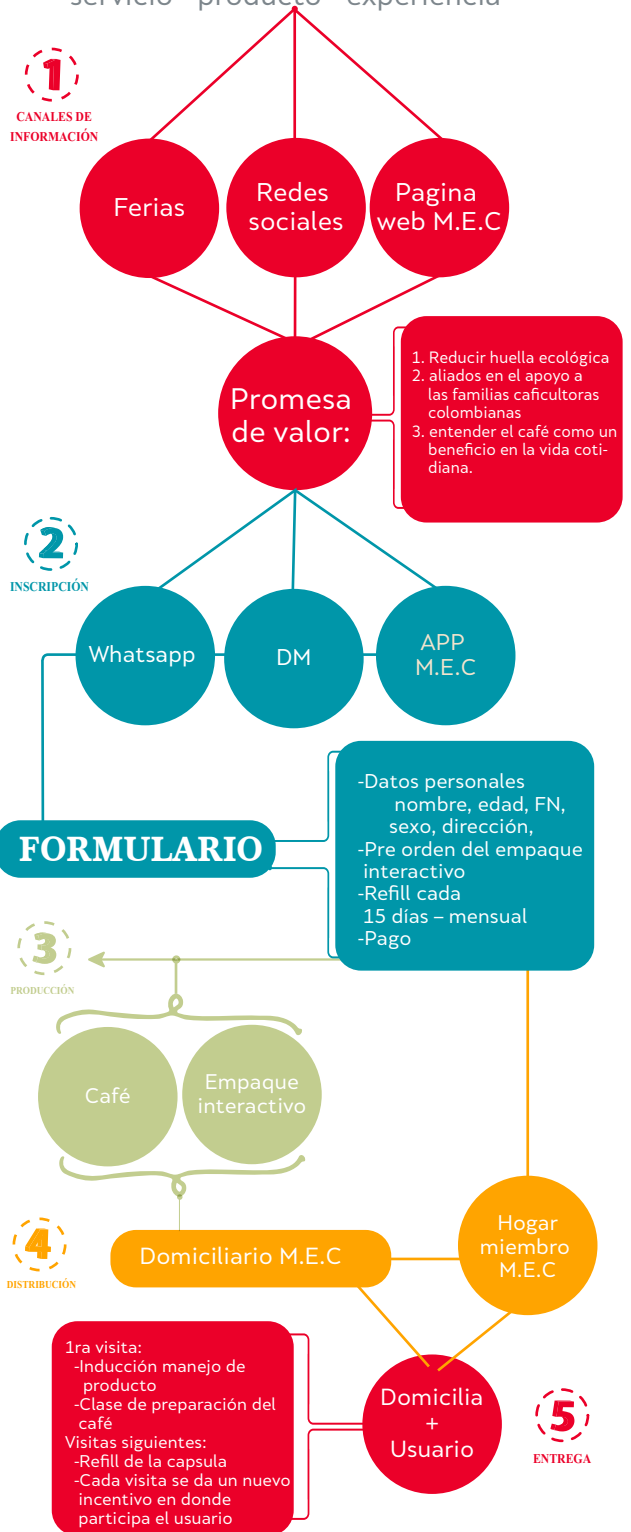 servicio - producto - experiencia
1
CANALES DE
INFORMACIÓN
Ferias
Redes
sociales
Pagina
web M.E.C
Promesa
de valor:
1. Reducir huella ecológica
2. aliados en el apoyo a
las familias caficultoras
colombianas
3. entender el café como un
beneficio en la vida coti-
diana.
2
INSCRIPCIÓN
Whatsapp
DM
APP
M.E.C
FORMULARIO
-Datos personales
nombre, edad, FN,
sexo, dirección,
-Pre orden del empaque
interactivo
-Refill cada
15 días – mensual
-Pago
3
PRODUCCIÓN
Café
Empaque
interactivo
4
DISTRIBUCIÓN
Domiciliario M.E.C
Hogar
miembro
M.E.C
1ra visita:
-Inducción manejo de
producto
-Clase de preparación del
café
Visitas siguientes:
-Refill de la capsula
-Cada visita se da un nuevo
incentivo en donde
participa el usuario
Domicilia
+
Usuario
5
ENTREGA